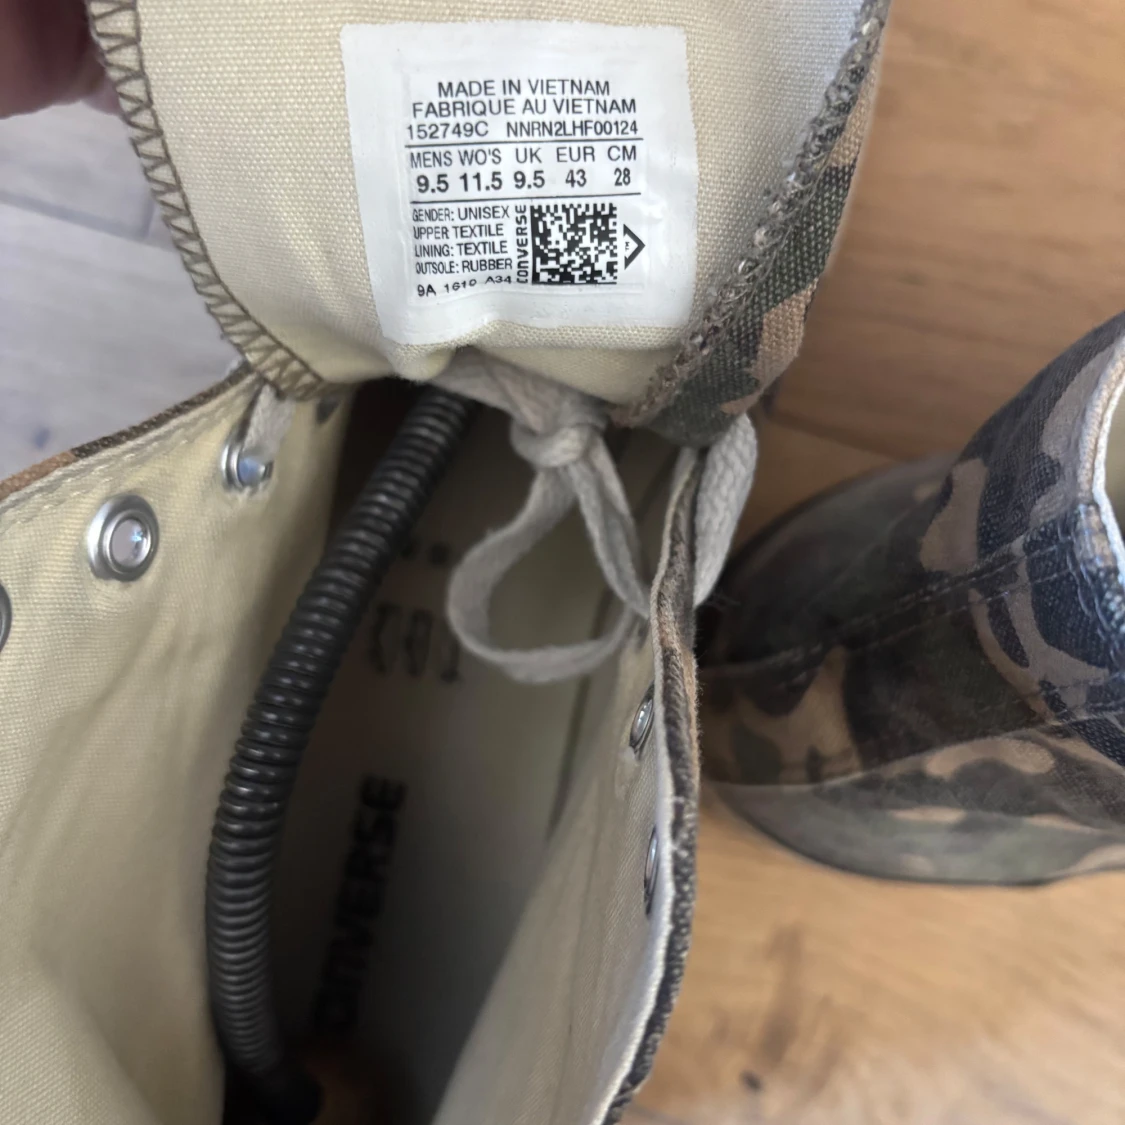 MADE IN VIETNAM
FABRIQUE AU VIETNAM
152749C NNRN2LHF00124
MENS WO'S UK EUR CM
9.5 11.5 9.5 43 28
GENDER: UNISEX
UPPER TEXTILE
LINING: TEXTILE
OUTSOLE: RUBBER
9A 1610 A34
CONVERSE
CONVERSE